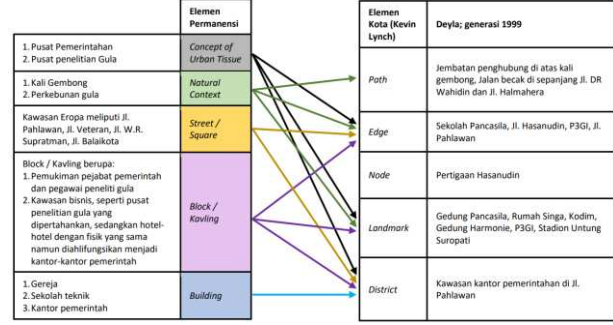 Elemen
Permanensi
1. Pusat Pemerintahan
2. Pusat penelitian Gula
Concept of
Urban Tissue
1. Kali Gembong
2. Perkebunan gula
Natural
Context
Kawasan Eropa meliputi Jl.
Pahlawan, Jl. Veteran, Jl. W.R.
Supratman, Jl. Balaikota
Street /
Square
Block / Kavling berupa:
1. Pemukiman pejabat pemerintah
dan pegawai peneliti gula
2. Kawasan bisnis, seperti pusat
penelitian gula yang
dipertahankan, sedangkan hotel-
hotel dengan fisik yang sama
namun dialihfungsikan menjadi
kantor-kantor pemerintah
Block /
Kavling
1. Gereja
2. Sekolah teknik
3. Kantor pemerintah
Building
Elemen
Kota (Kevin
Lynch)
Deyla; generasi 1999
Path
Jembatan penghubung di atas kali
gembong, Jalan becak di sepanjang Jl. DR
Wahidin dan Jl. Halmahera
Edge
Sekolah Pancasila, Jl. Hasanudin, P3GI, Jl.
Pahlawan
Node
Pertigaan Hasanudin
Landmark
Gedung Pancasila, Rumah Singa, Kodim,
Gedung Harmonie, P3GI, Stadion Untung
Suropati
District
Kawasan kantor pemerintahan di Jl.
Pahlawan